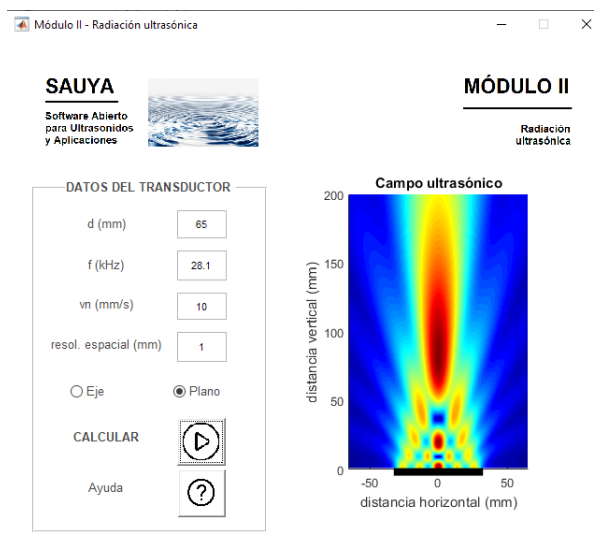 Módulo II - Radiación ultrasónica
SAUYA
Software Abierto
para Ultrasonidos
y Aplicaciones
MÓDULO II
Radiación
ultrasónica
DATOS DEL TRANSDUCTOR
d (mm) 65
f (kHz) 28.1
vn (mm/s) 10
resol. espacial (mm) 1
Eje Plano
CALCULAR
Ayuda ?
Campo ultrasónico
200
150
100
50
0
distancia vertical (mm)
-50 0 50
distancia horizontal (mm)